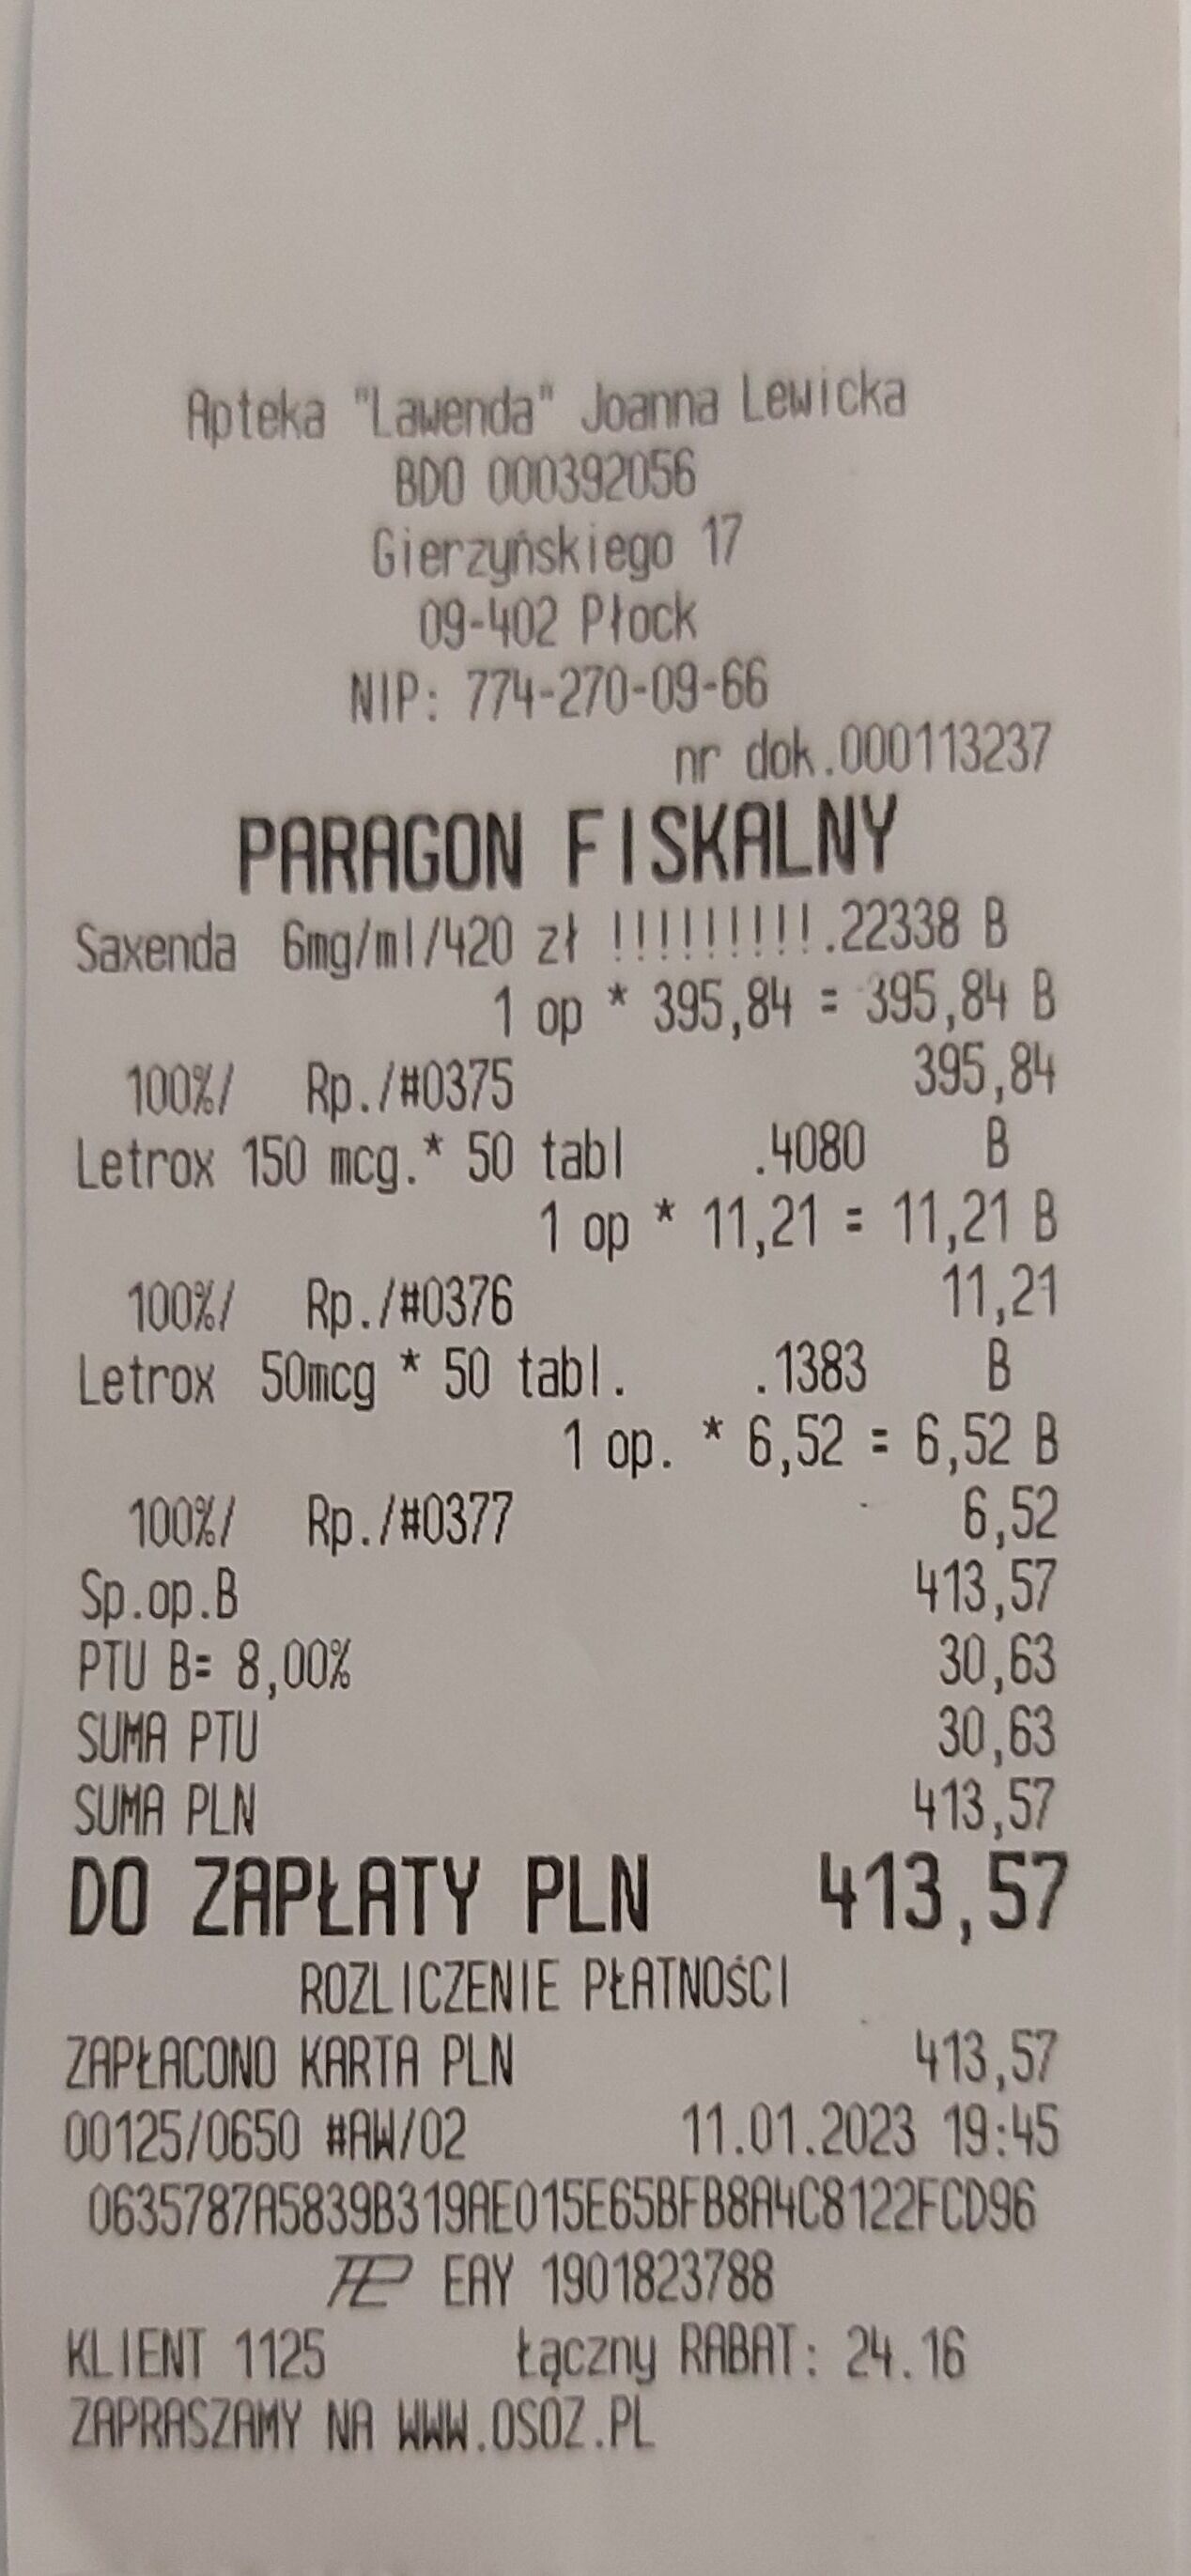 Apteka "Lawenda" Joanna Lewicka
BDO 000392056
Gierzyńskiego 17
09-402 Płock
NIP: 774-270-09-66
nr dok.000113237
PARAGON FISKALNY
Saxenda 6mg/ml/420 zł !!!!!!!!!.22338 B
1 op * 395,84 = 395,84 B
100%/ Rp./#0375 395,84
Letrox 150 mcg.* 50 tabl .4080 B
1 op * 11,21 = 11,21 B
100%/ Rp./#0376 11,21
Letrox 50mcg * 50 tabl. .1383 B
1 op. * 6,52 = 6,52 B
100%/ Rp./#0377 6,52
Sp.op.B 413,57
PTU B= 8,00% 30,63
SUMA PTU 30,63
SUMA PLN 413,57
DO ZAPŁATY PLN 413,57
ROZLICZENIE PŁATNOŚCI
ZAPŁACONO KARTA PLN 413,57
00125/0650 #AW/02 11.01.2023 19:45
0635787A5839B319AE015E65BFB8A4C8122FCD96
EAY 1901823788
KLIENT 1125 Łączny RABAT: 24.16
ZAPRASZAMY NA WWW.OSOZ.PL